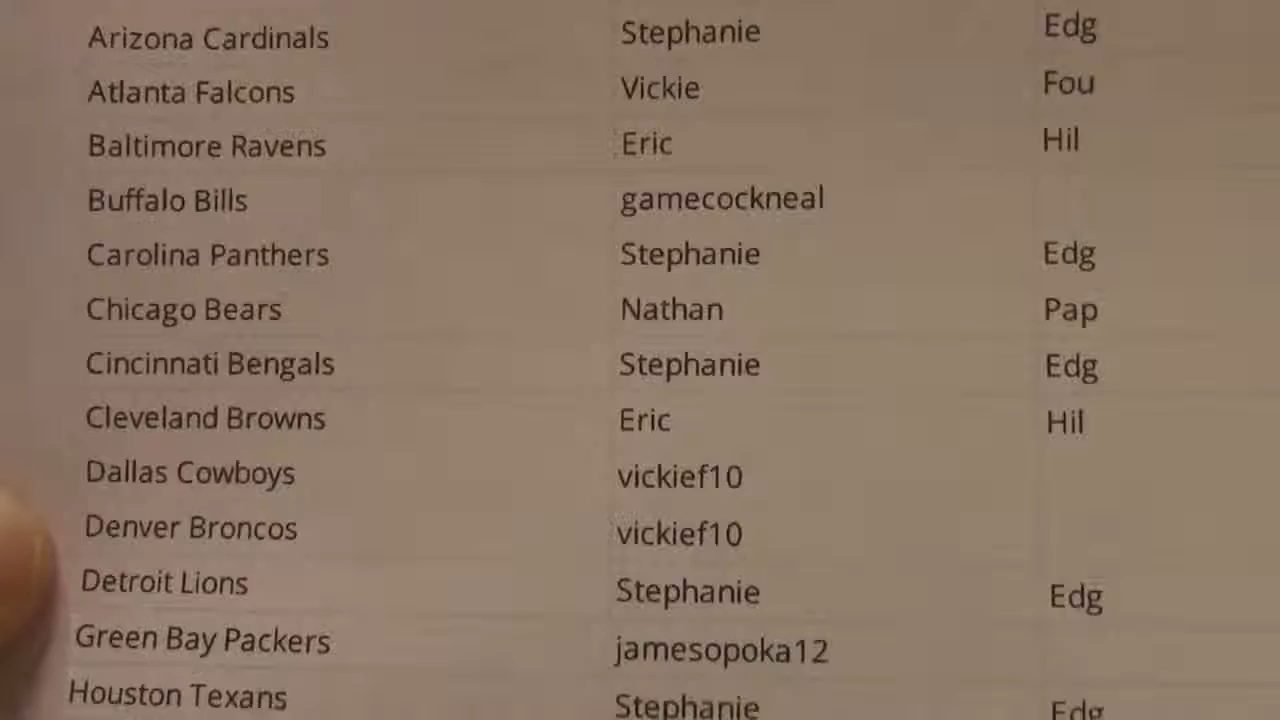 Arizona Cardinals Stephanie Edg
Atlanta Falcons Vickie Fou
Baltimore Ravens Eric Hil
Buffalo Bills gamecockneal
Carolina Panthers Stephanie Edg
Chicago Bears Nathan Pap
Cincinnati Bengals Stephanie Edg
Cleveland Browns Eric Hil
Dallas Cowboys vickief10
Denver Broncos vickief10
Detroit Lions Stephanie Edg
Green Bay Packers jamesopoka12
Houston Texans Stephanie Edg